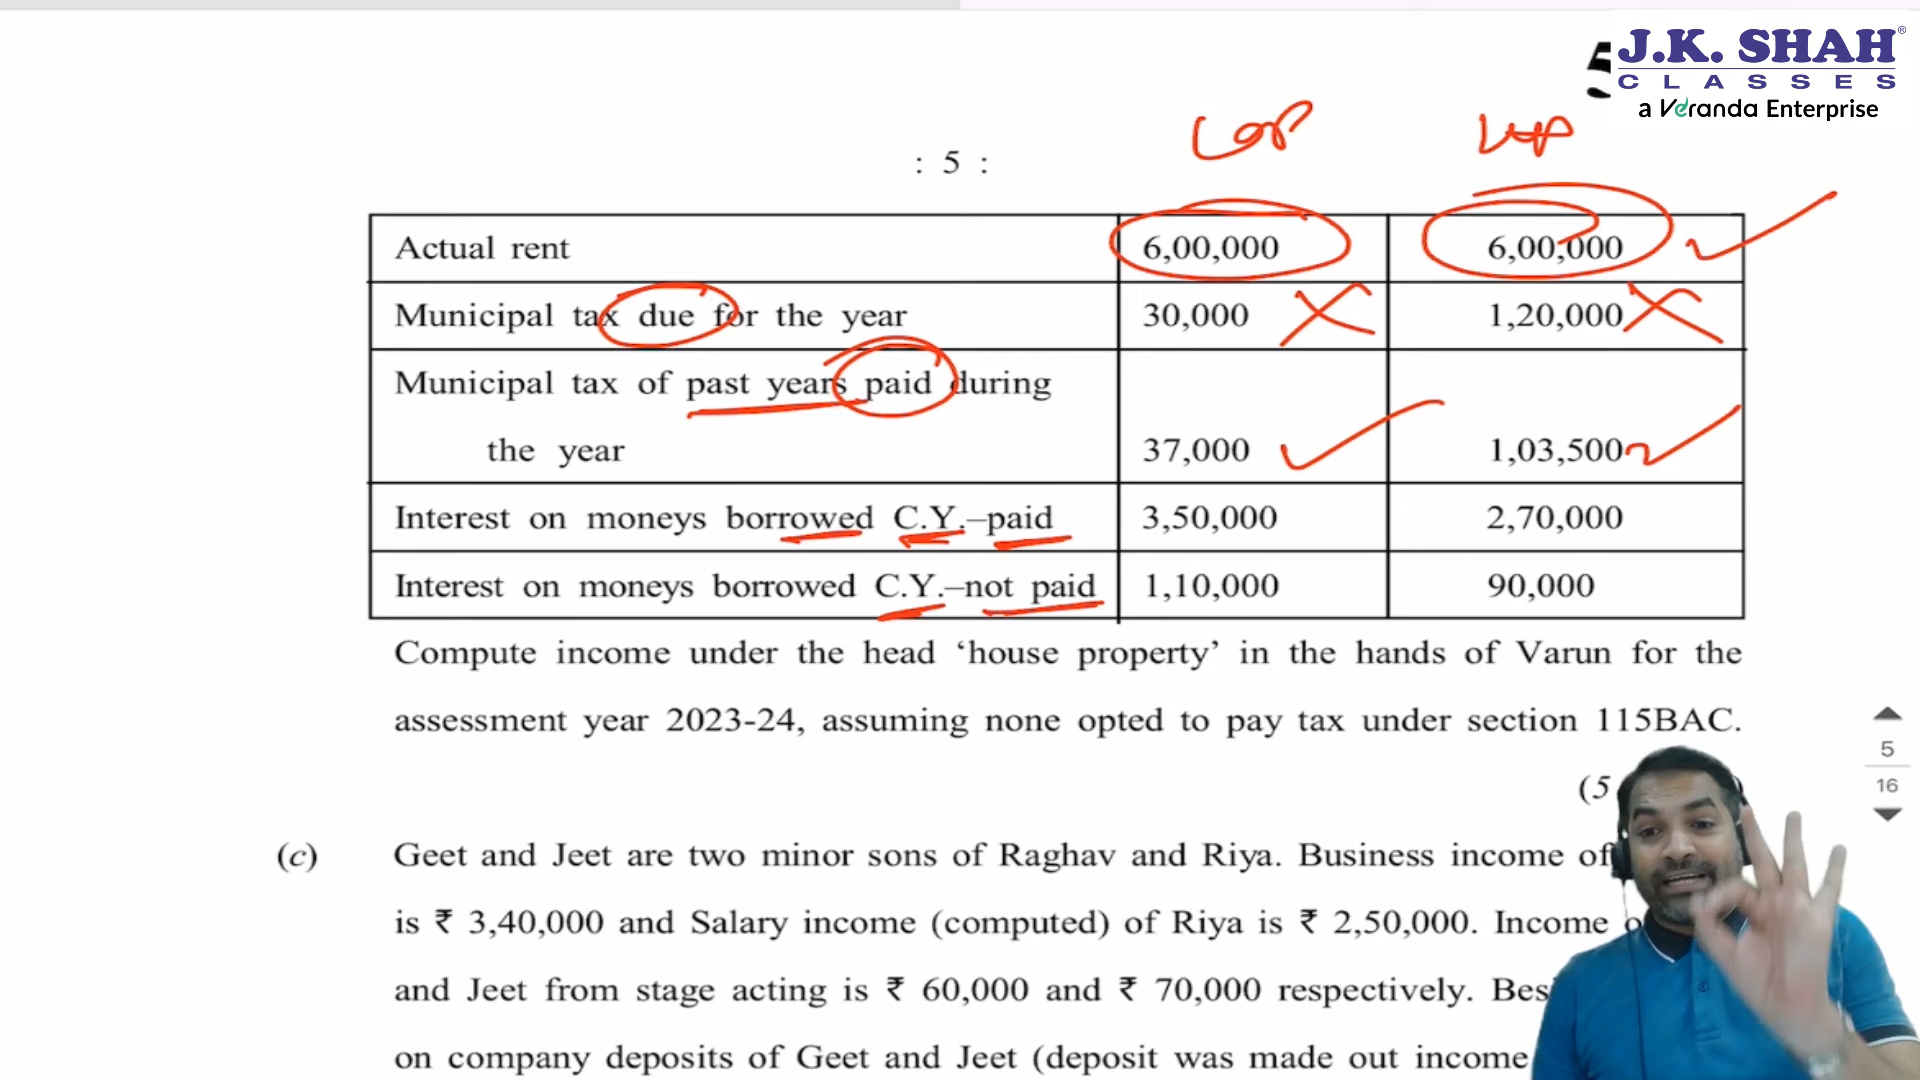 J.K. SHAH®
CLASSES
a Veranda Enterprise
LOP
: 5 :
Actual rent 6,00,000 6,00,000
Municipal tax due for the year 30,000 1,20,000
Municipal tax of past years paid during
the year 37,000 1,03,500
Interest on moneys borrowed C.Y.–paid 3,50,000 2,70,000
Interest on moneys borrowed C.Y.–not paid 1,10,000 90,000
Compute income under the head ‘house property’ in the hands of Varun for the
assessment year 2023-24, assuming none opted to pay tax under section 115BAC.
(5
5
16
(c) Geet and Jeet are two minor sons of Raghav and Riya. Business income of
is ₹ 3,40,000 and Salary income (computed) of Riya is ₹ 2,50,000. Income
and Jeet from stage acting is ₹ 60,000 and ₹ 70,000 respectively.
on company deposits of Geet and Jeet (deposit was made out income